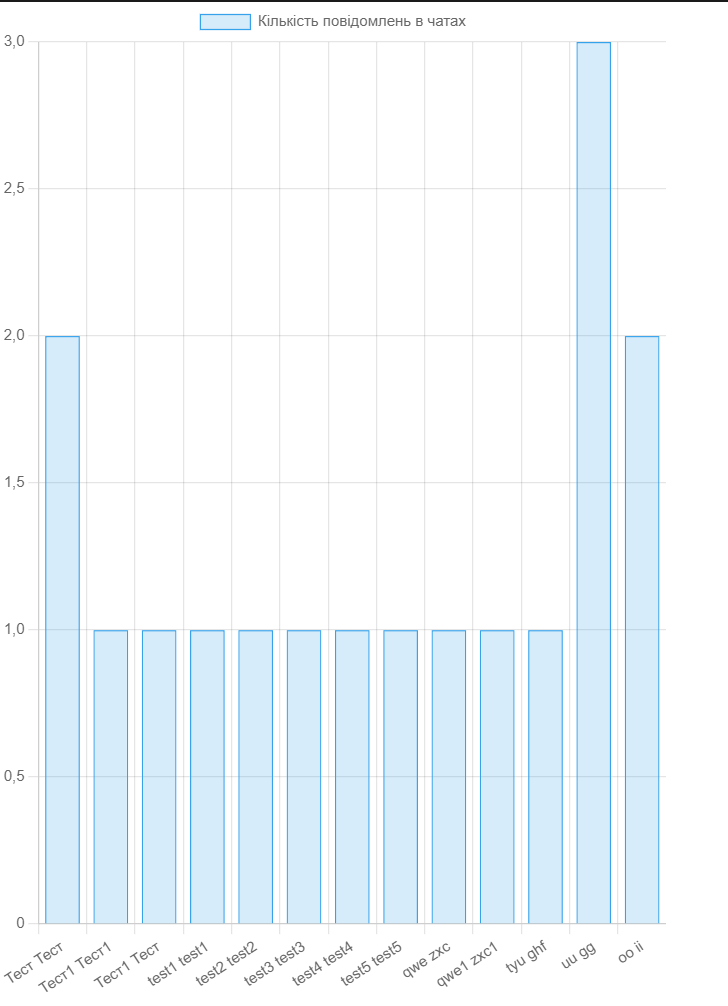 Кількість повідомлень в чатах
3,0
2,5
2,0
1,5
1,0
0,5
0
Тест Тест
Тест1 Тест1
Тест1 Тест
test1 test1
test2 test2
test3 test3
test4 test4
test5 test5
qwe zxc
qwe1 zxc1
tyu ghf
uu gg
oo ii